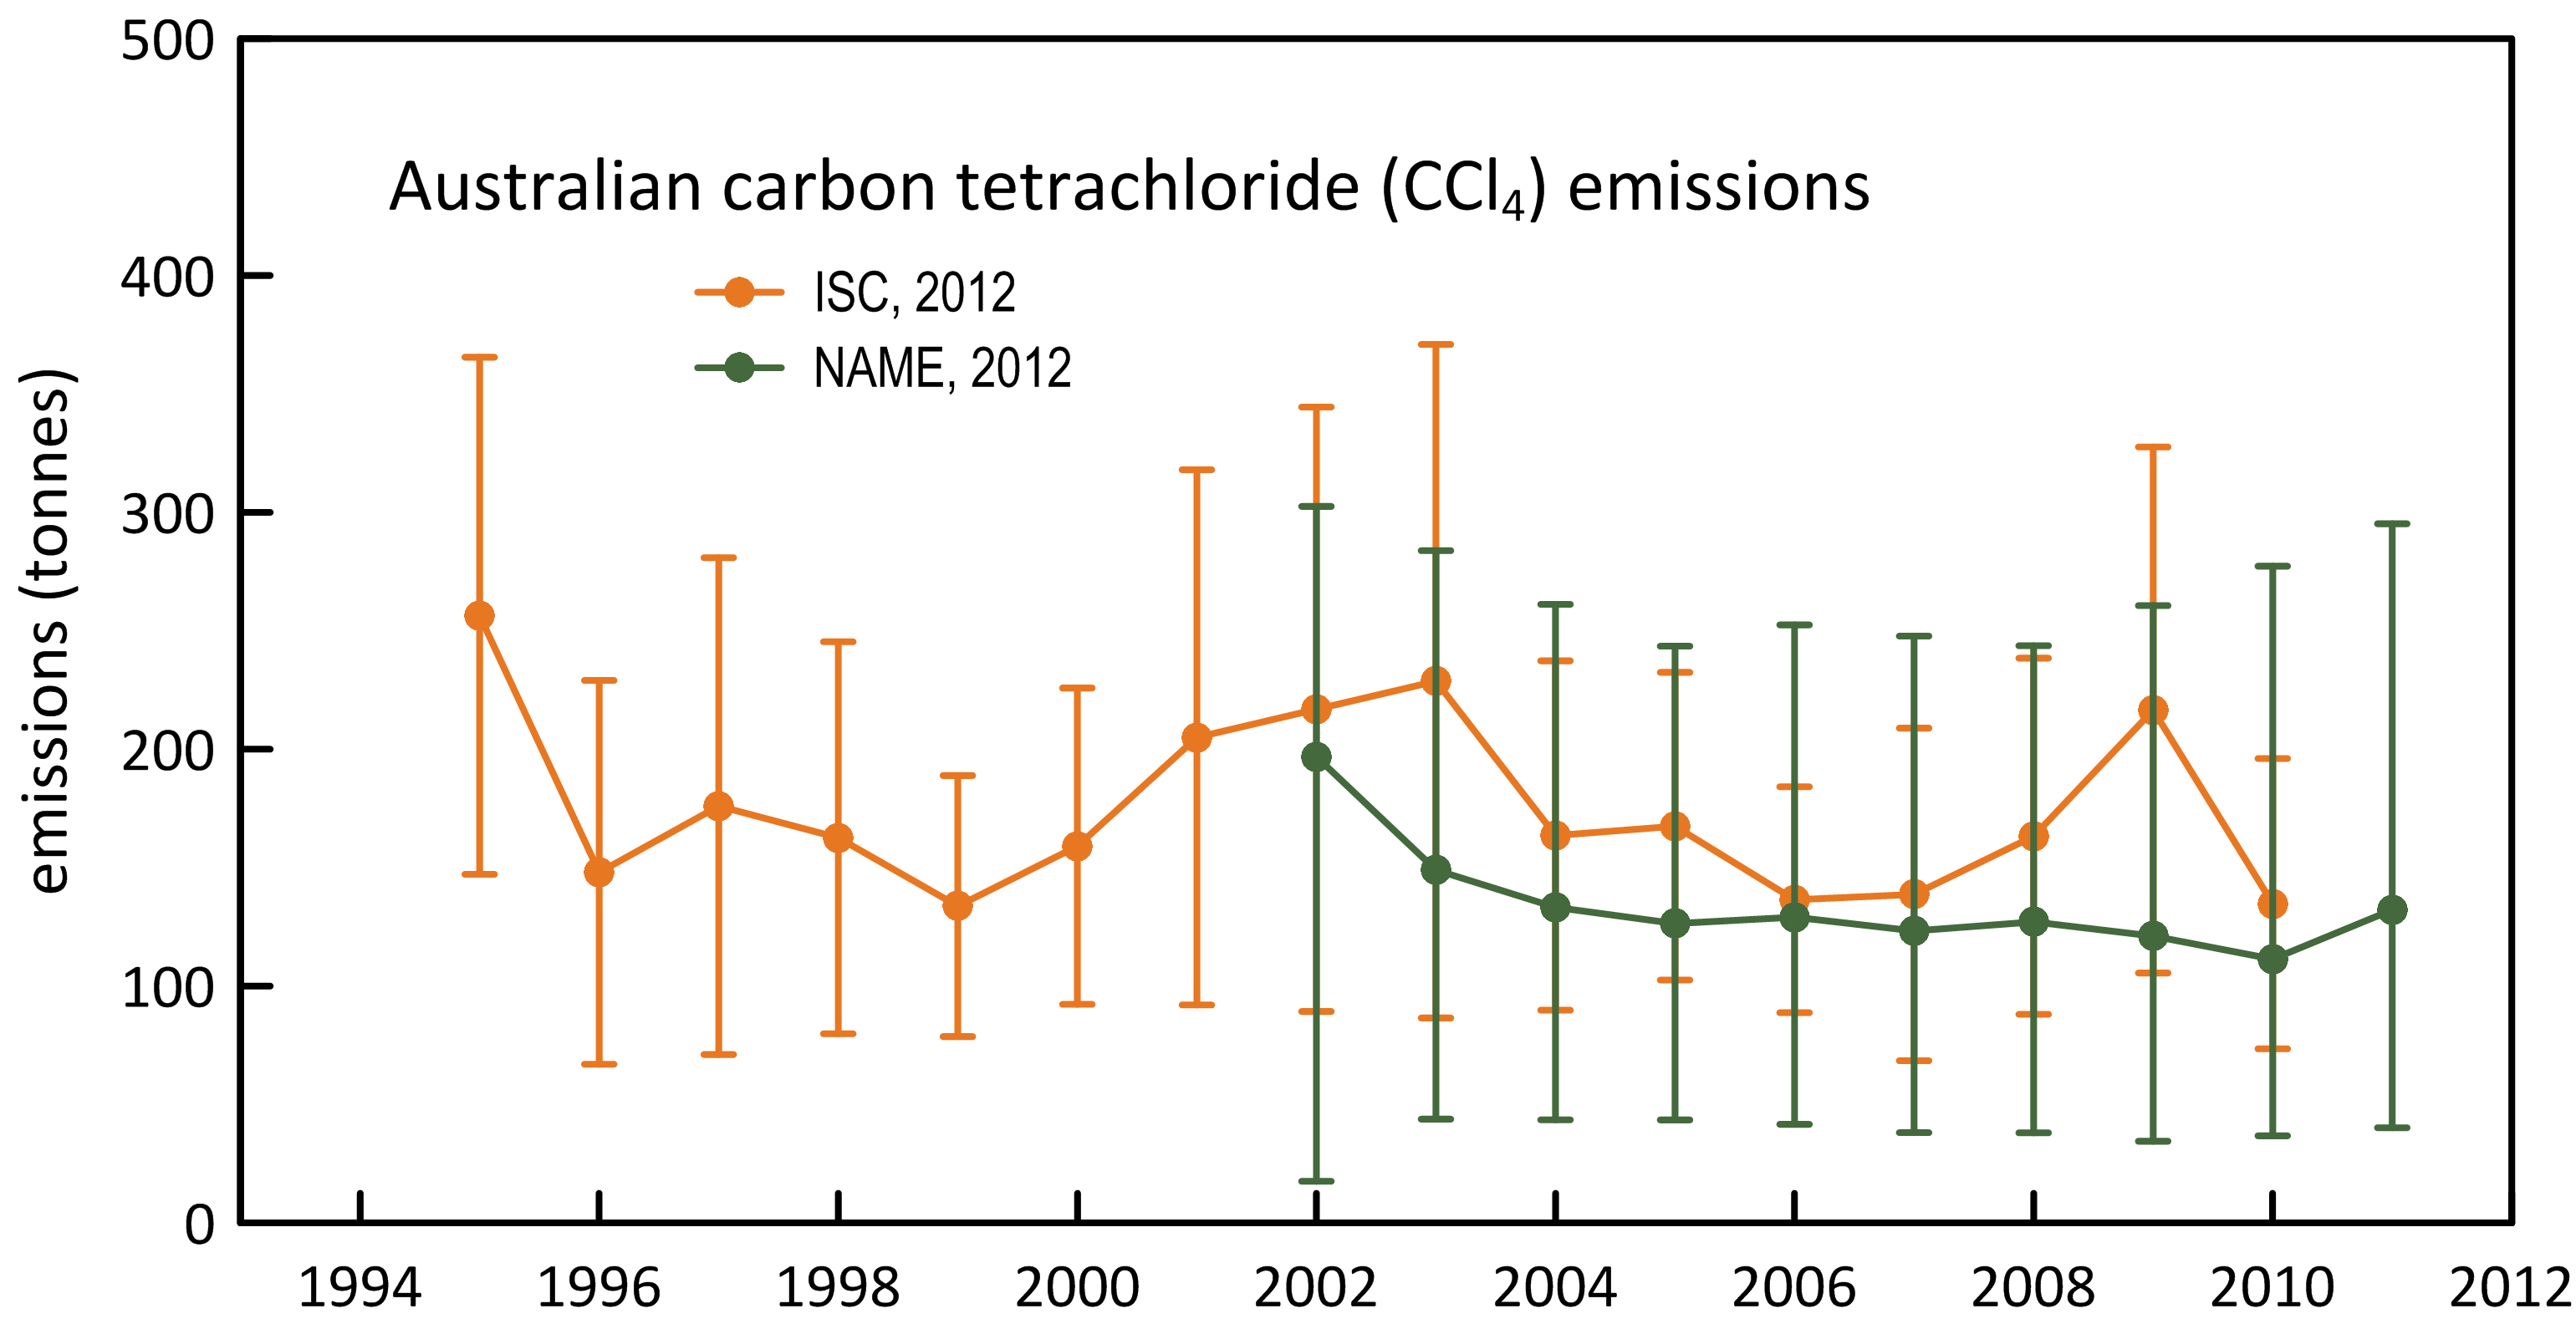 500
Australian carbon tetrachloride (CCl₄) emissions
400
ISC, 2012
NAME, 2012
300
emissions (tonnes)
200
100
0
1994 1996 1998 2000 2002 2004 2006 2008 2010 2012